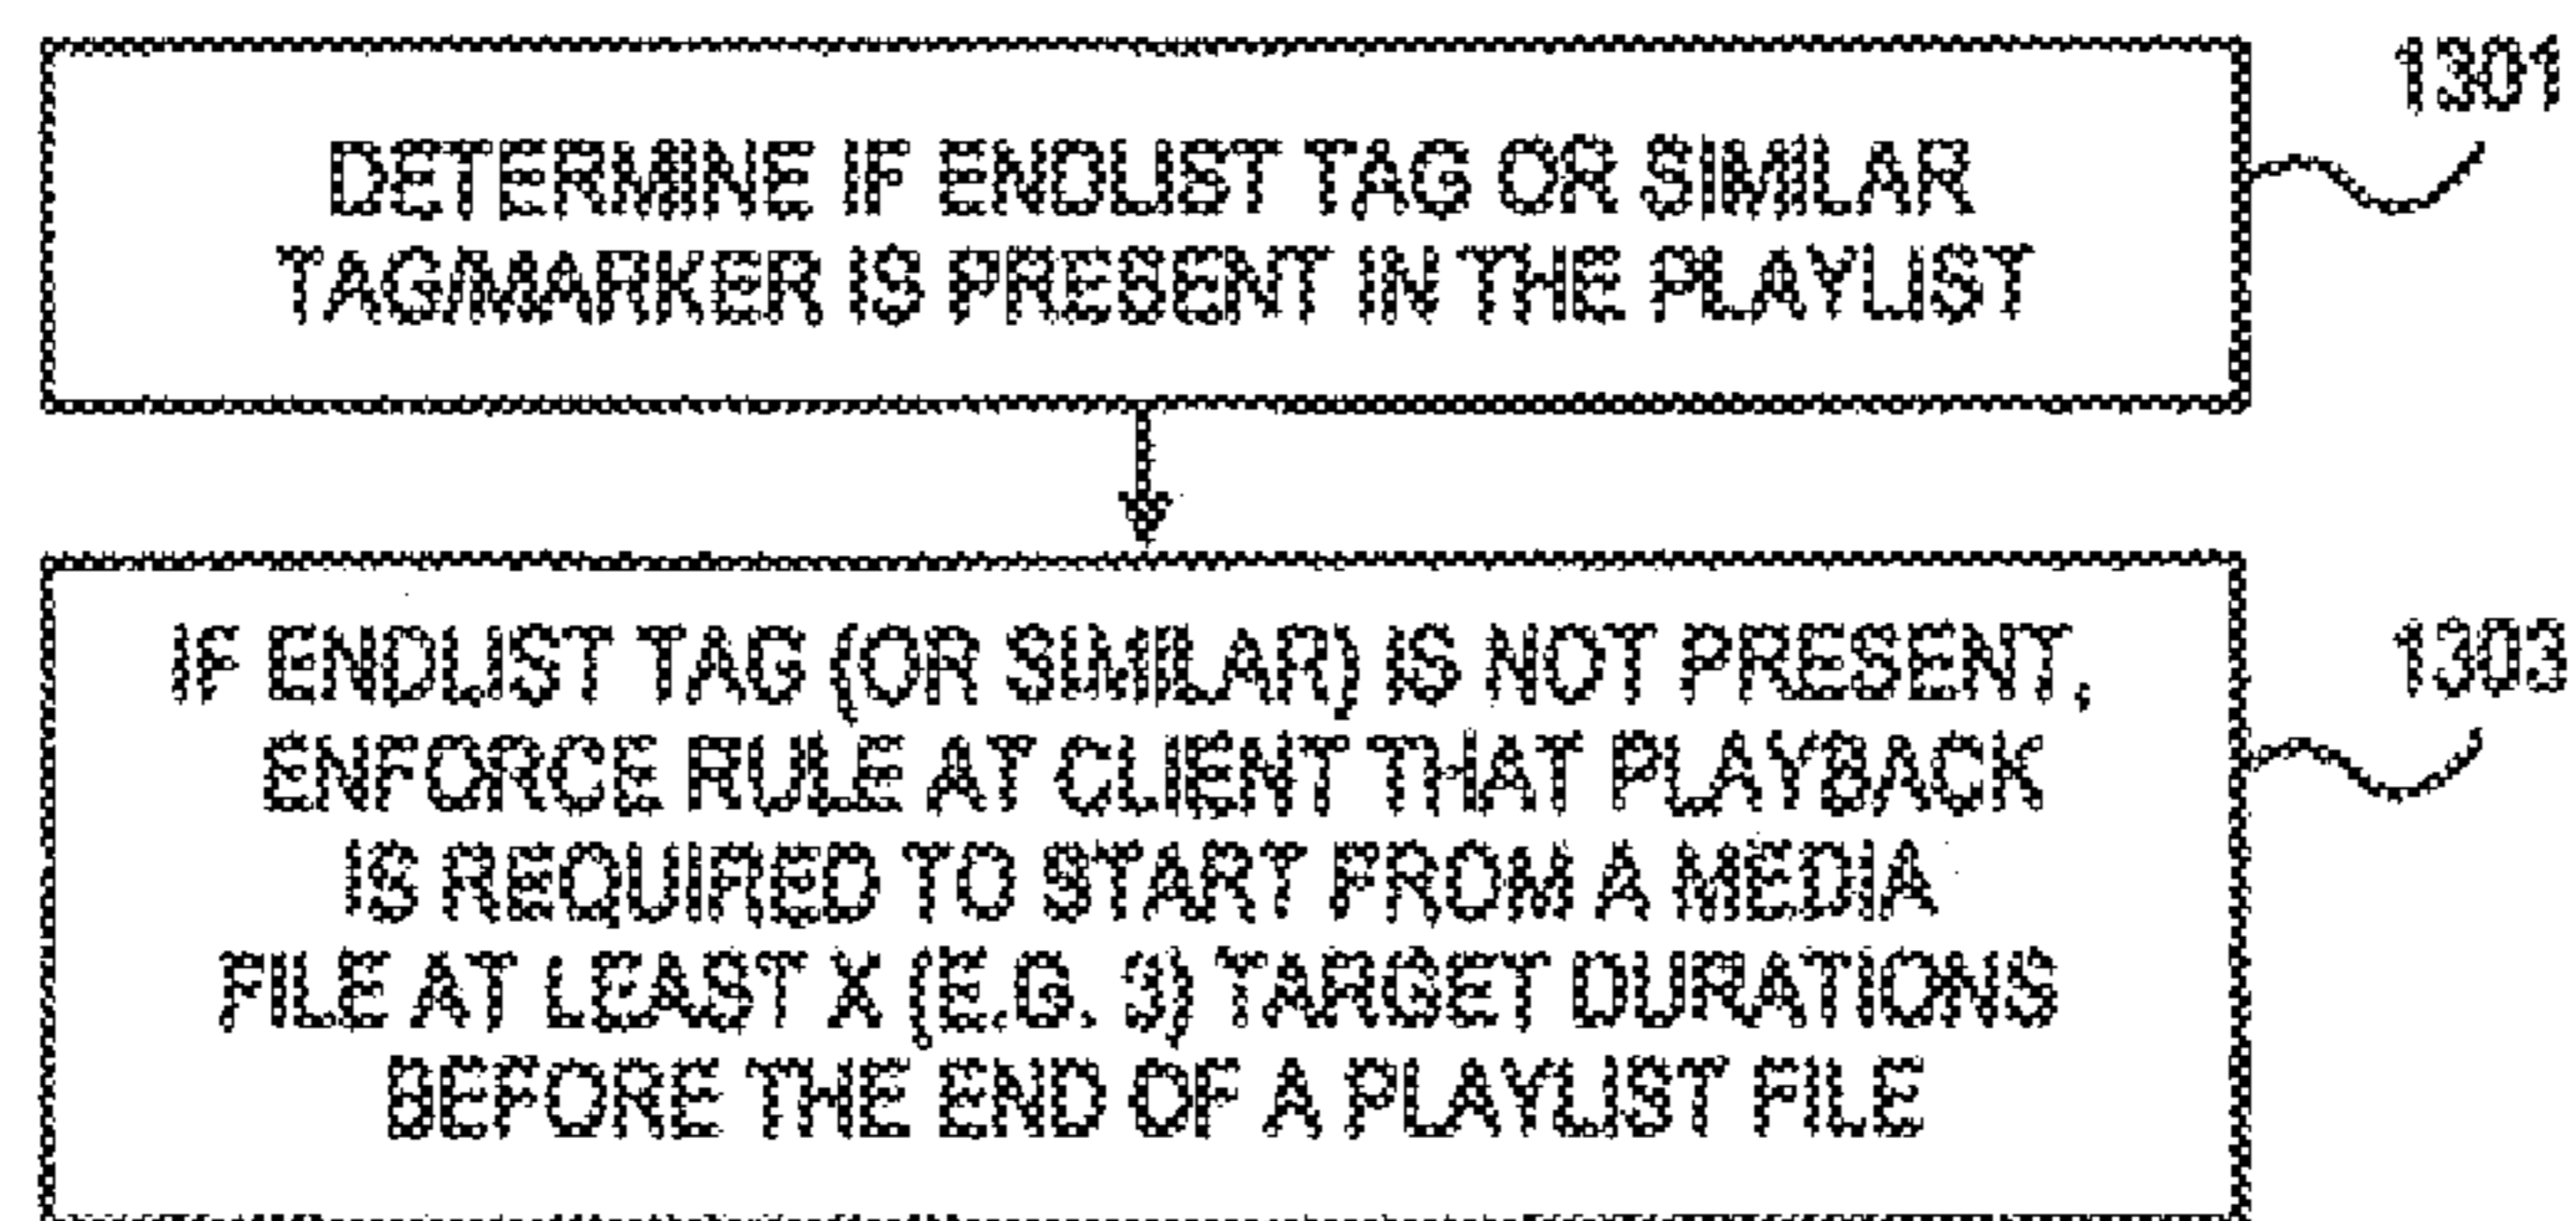 DETERMINE IF ENDLIST TAG OR SIMILAR
TAG/MARKER IS PRESENT IN THE PLAYLIST
1301
IF ENDLIST TAG (OR SIMILAR) IS NOT PRESENT,
ENFORCE RULE AT CLIENT THAT PLAYBACK
IS REQUIRED TO START FROM A MEDIA
FILE AT LEAST X (E.G. 3) TARGET DURATIONS
BEFORE THE END OF A PLAYLIST FILE
1303